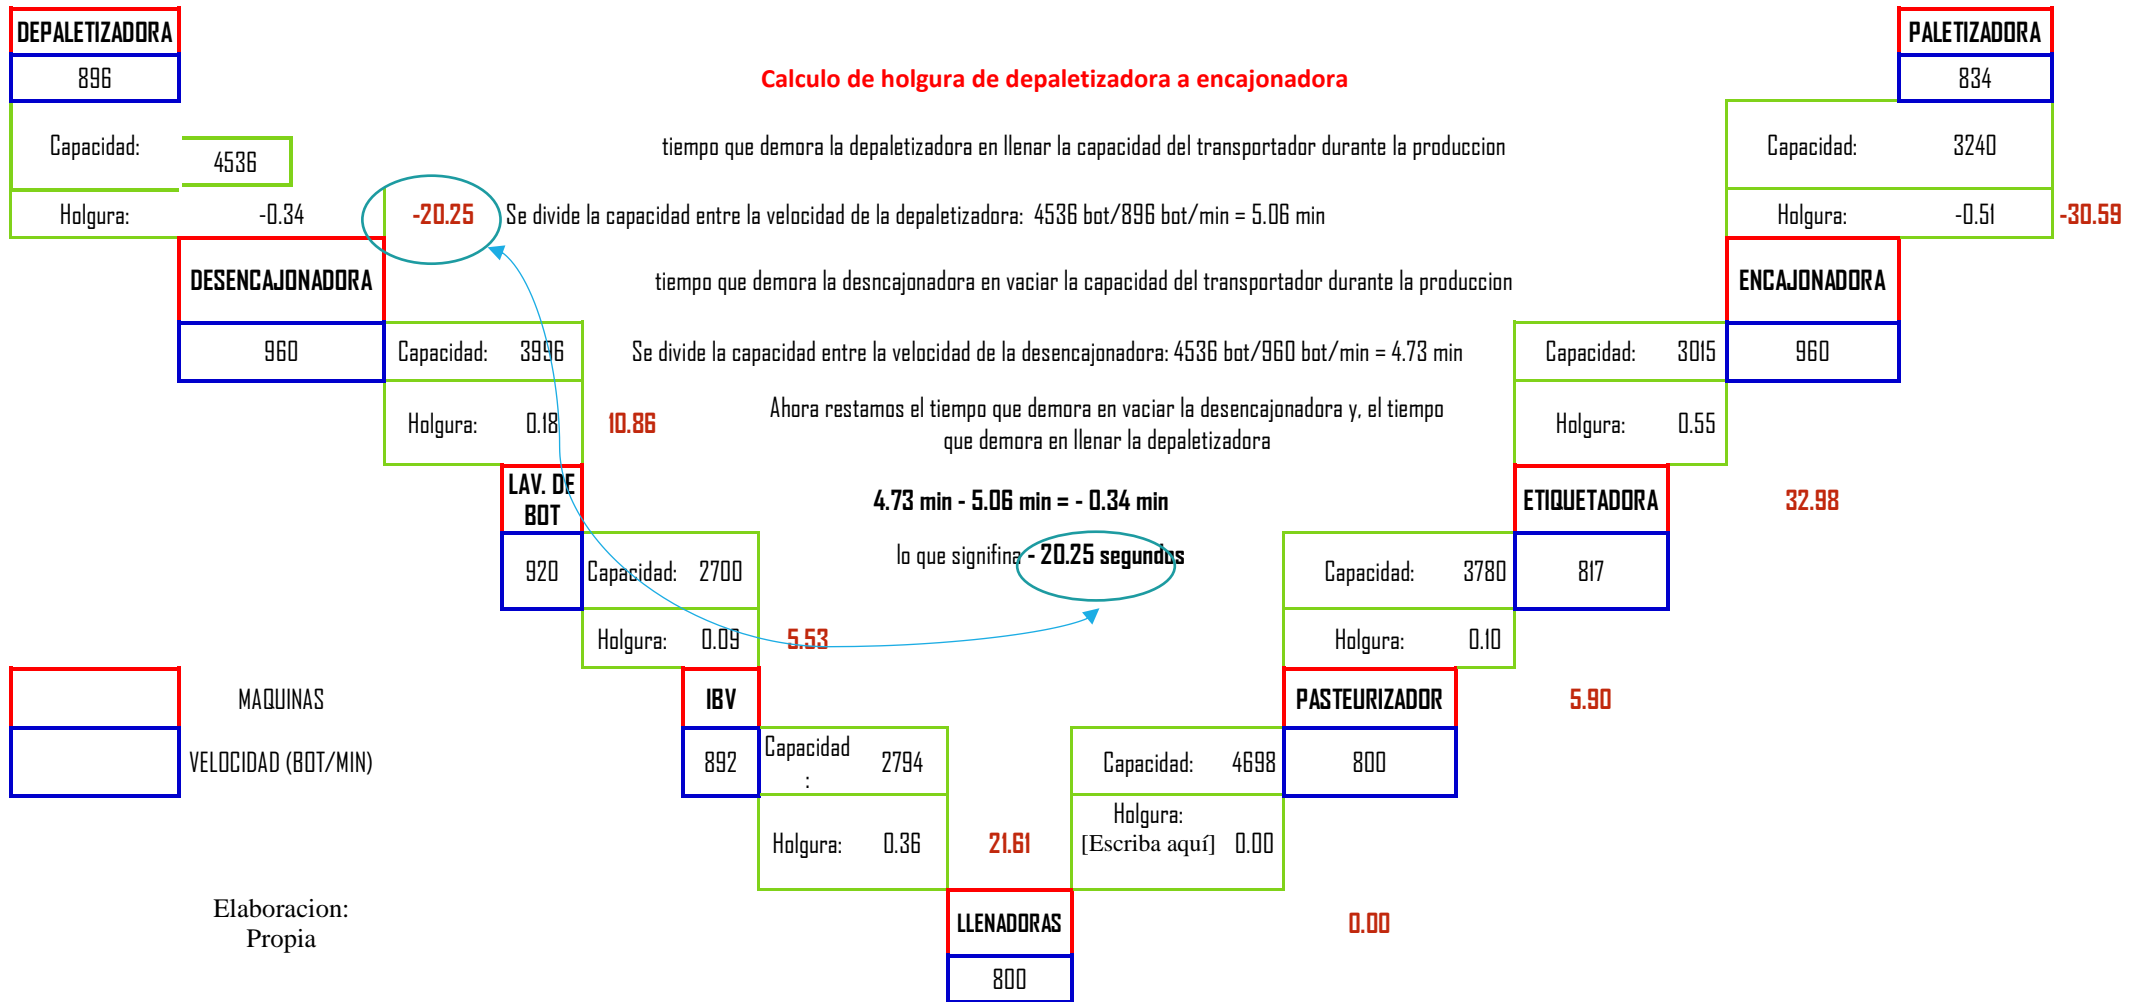 DEPALETIZADORA
PALETIZADORA
896
Calculo de holgura de depaletizadora a encajonadora
834
Capacidad:
4536
tiempo que demora la depaletizadora en llenar la capacidad del transportador durante la produccion
Capacidad:
3240
Holgura:
-0.34
-20.25
Se divide la capacidad entre la velocidad de la depaletizadora: 4536 bot/896 bot/min = 5.06 min
Holgura:
-0.51
-30.59
DESENCAJONADORA
tiempo que demora la desncajonadora en vaciar la capacidad del transportador durante la produccion
ENCAJONADORA
960
Capacidad:
3996
Se divide la capacidad entre la velocidad de la desencajonadora: 4536 bot/960 bot/min = 4.73 min
Capacidad:
3015
960
Holgura:
0.18
10.86
Ahora restamos el tiempo que demora en vaciar la desencajonadora y, el tiempo
que demora en llenar la depaletizadora
Holgura:
0.55
LAV. DE
BOT
4.73 min - 5.06 min = - 0.34 min
ETIQUETADORA
32.98
920
Capacidad:
2700
lo que signifina - 20.25 segundos
Capacidad:
3780
817
Holgura:
0.09
5.53
Holgura:
0.10
MAQUINAS
IBV
PASTEURIZADOR
5.90
VELOCIDAD (BOT/MIN)
892
Capacidad
:
2794
Capacidad:
4698
800
Holgura:
0.36
21.61
Holgura:
[Escriba aquí]
0.00
Elaboracion:
Propia
LLENADORAS
0.00
800